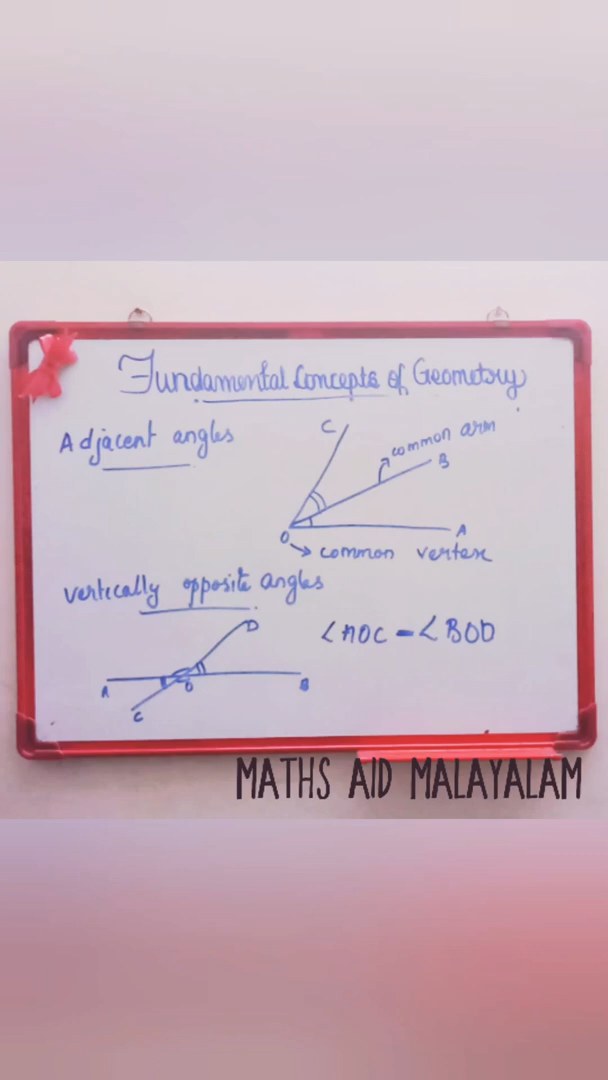 Fundamental Concepts of Geometry
Adjacent angles
C
common arm
B
A
O
common vertex
vertically opposite angles
D
∠AOC = ∠BOD
A
O
B
C
MATHS AID MALAYALAM